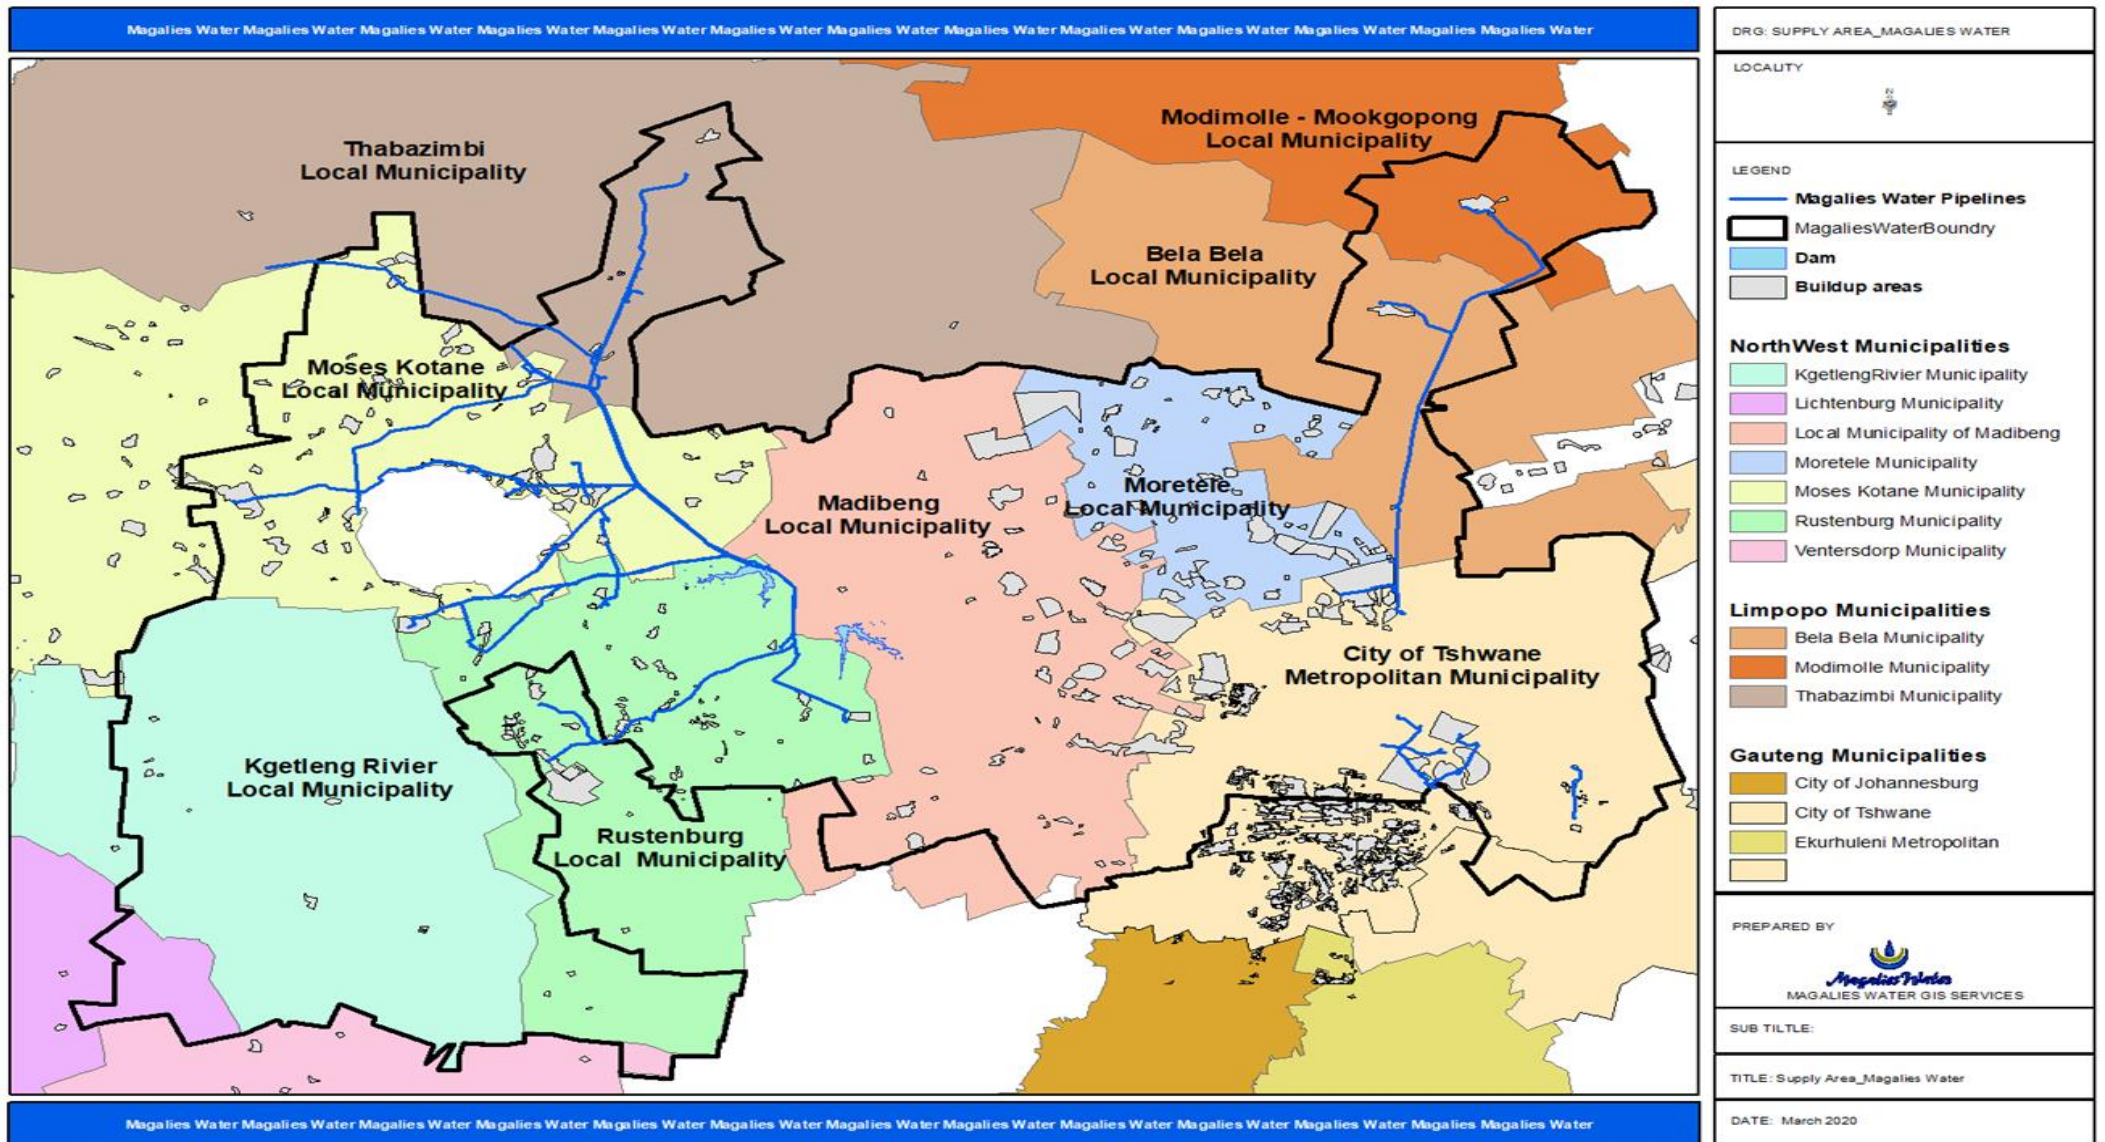 Magalies Water Magalies Water Magalies Water Magalies Water Magalies Water Magalies Water Magalies Water Magalies Water Magalies Water Magalies Water Magalies Water Magalies Magalies Water
Thabazimbi
Local Municipality
Modimolle - Mookgopong
Local Municipality
Bela Bela
Local Municipality
Moses Kotane
Local Municipality
Madibeng
Local Municipality
Moretele
Local Municipality
City of Tshwane
Metropolitan Municipality
Kgetleng Rivier
Local Municipality
Rustenburg
Local Municipality
Magalies Water Magalies Water Magalies Water Magalies Water Magalies Water Magalies Water Magalies Water Magalies Water Magalies Water Magalies Water Magalies Water Magalies Magalies Water
DRG: SUPPLY AREA_MAGALIES WATER
LOCALITY
LEGEND
Magalies Water Pipelines
MagaliesWaterBoundry
Dam
Buildup areas
NorthWest Municipalities
KgetlengRivier Municipality
Lichtenburg Municipality
Local Municipality of Madibeng
Moretele Municipality
Moses Kotane Municipality
Rustenburg Municipality
Ventersdorp Municipality
Limpopo Municipalities
Bela Bela Municipality
Modimolle Municipality
Thabazimbi Municipality
Gauteng Municipalities
City of Johannesburg
City of Tshwane
Ekurhuleni Metropolitan
PREPARED BY
Magalies Water
MAGALIES WATER GIS SERVICES
SUB TILTLE:
TITLE: Supply Area_Magalies Water
DATE: March 2020